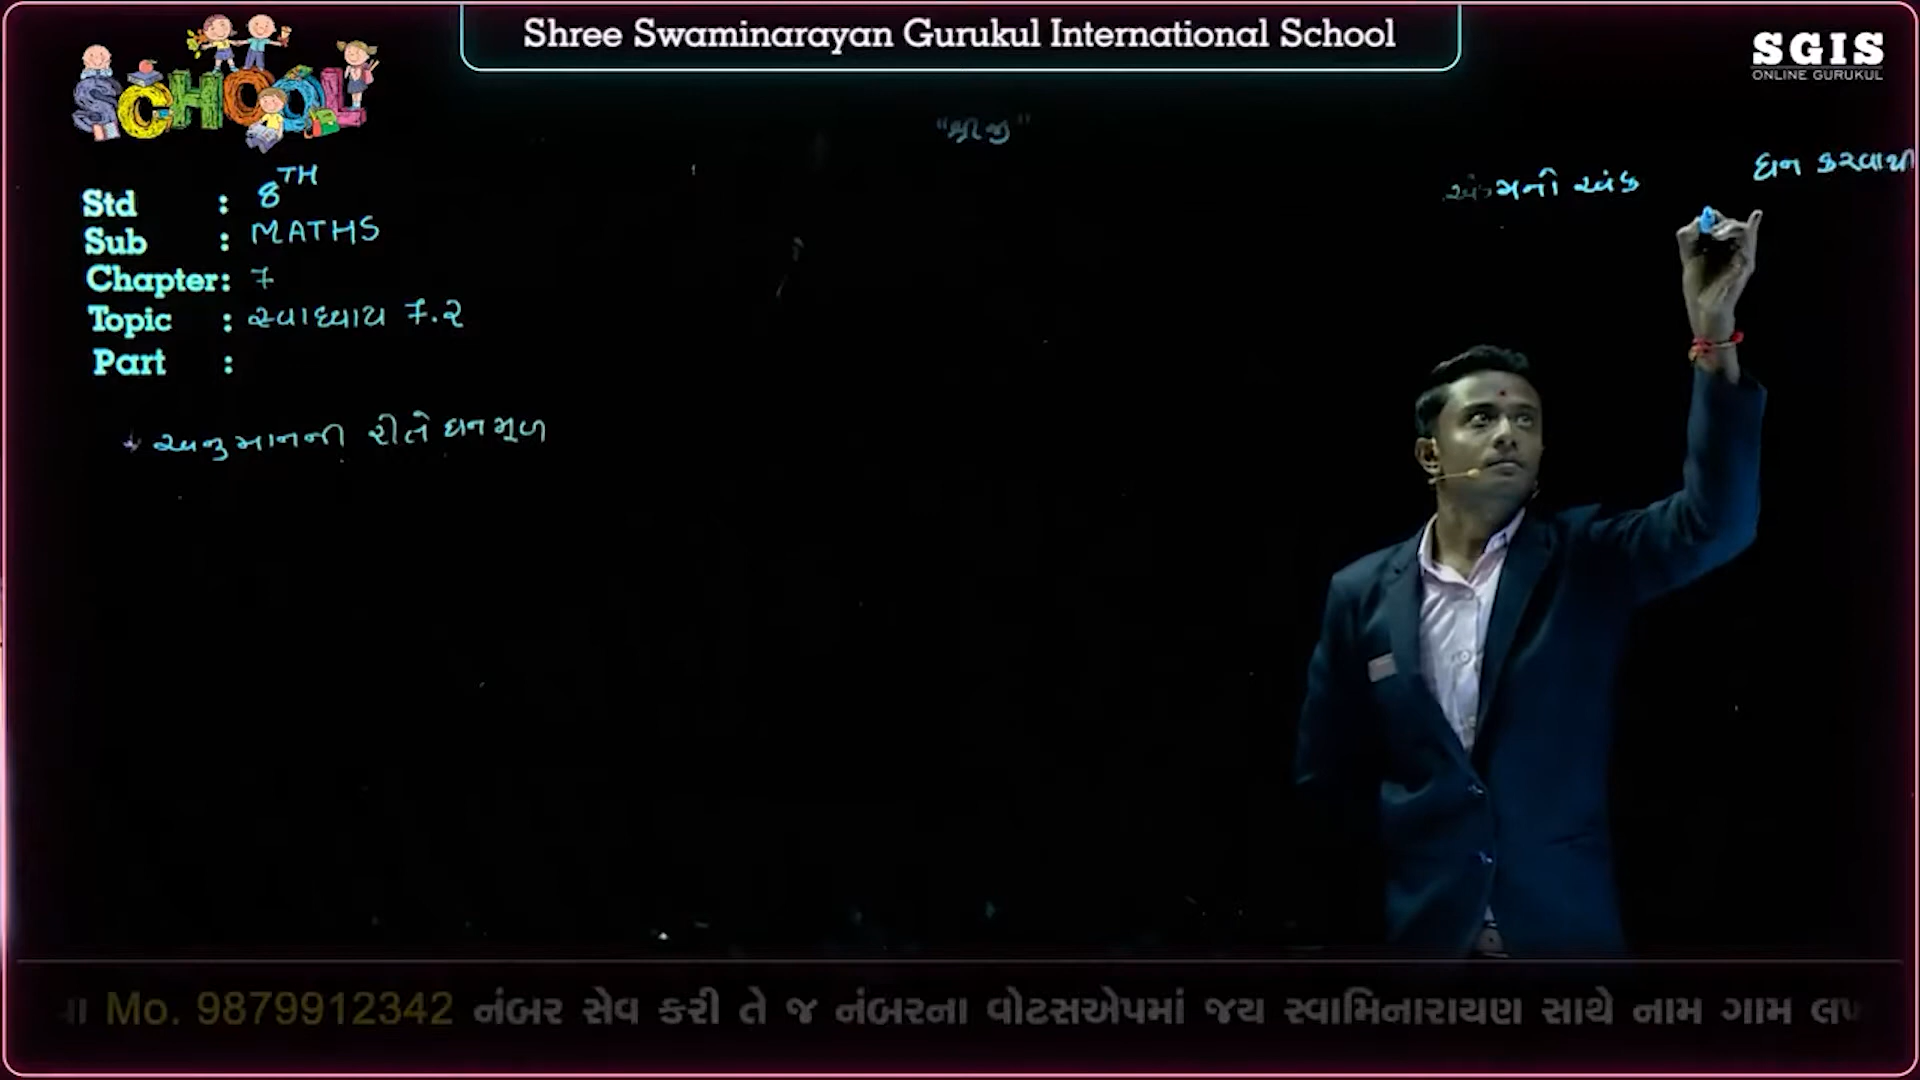 Shree Swaminarayan Gurukul International School
SGIS
ONLINE GURUKUL
SCHOOL
"શ્રીજી"
Std : 8TH
Sub : MATHS
Chapter: 7
Topic : સ્વાધ્યાય 7.2
Part :
એકમનો અંક
ઘન કરવાથી
* અનુમાનની રીતે ઘનમૂળ
Mo. 9879912342 નંબર સેવ કરી તે જ નંબરના વોટસએપમાં જય સ્વામિનારાયણ સાથે નામ ગામ